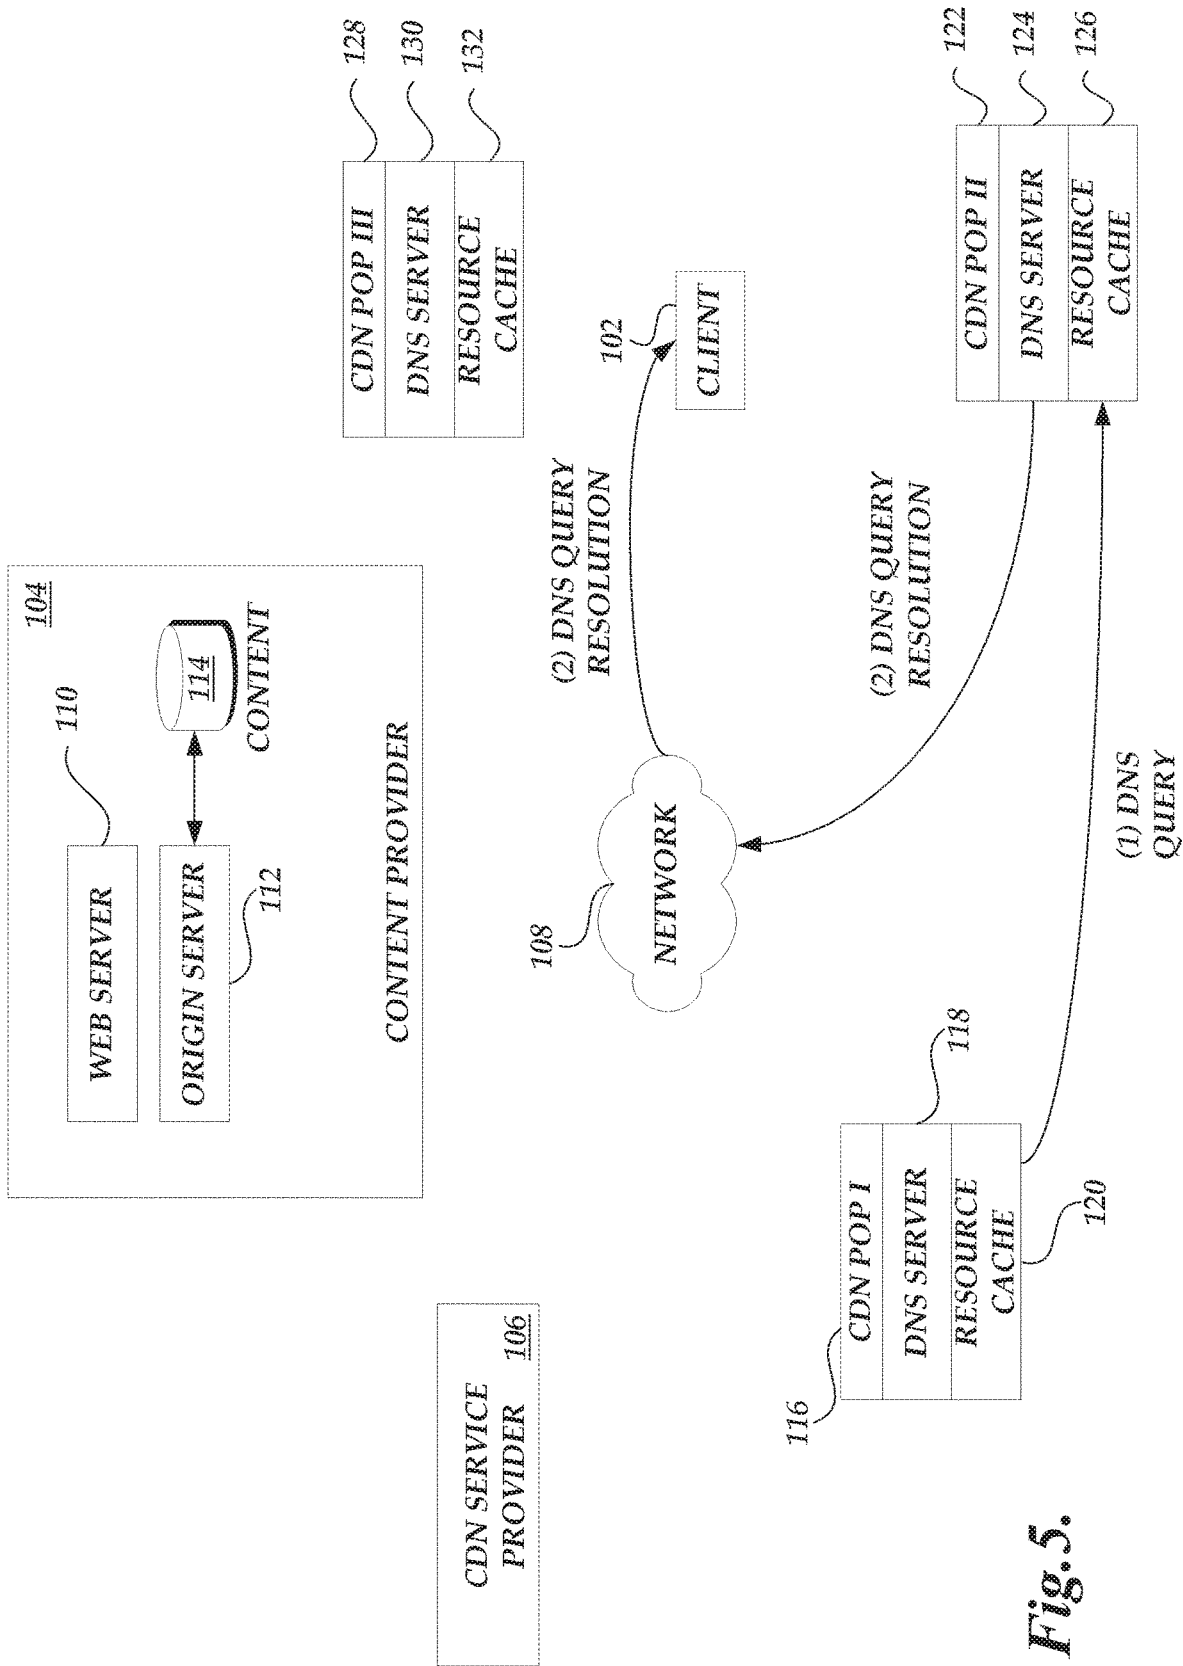 104
110
WEB SERVER
ORIGIN SERVER
112
114
CONTENT
CONTENT PROVIDER
CDN SERVICE
PROVIDER
106
128
CDN POP III
130
DNS SERVER
132
RESOURCE
CACHE
(2) DNS QUERY
RESOLUTION
102
CLIENT
108
NETWORK
(2) DNS QUERY
RESOLUTION
116
CDN POP I
118
DNS SERVER
RESOURCE
CACHE
120
122
CDN POP II
124
DNS SERVER
126
RESOURCE
CACHE
(1) DNS
QUERY
Fig.5.